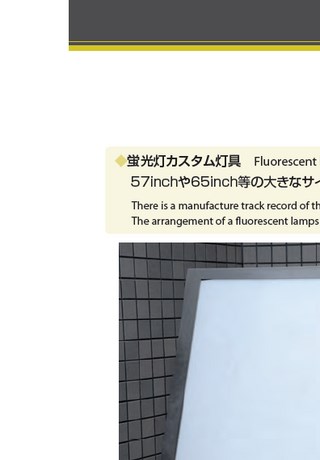 ◆蛍光灯カスタム灯具 Fluorescent
57inchや65inch等の大きなサイ
There is a manufacture track record of th
The arrangement of a fluorescent lamps